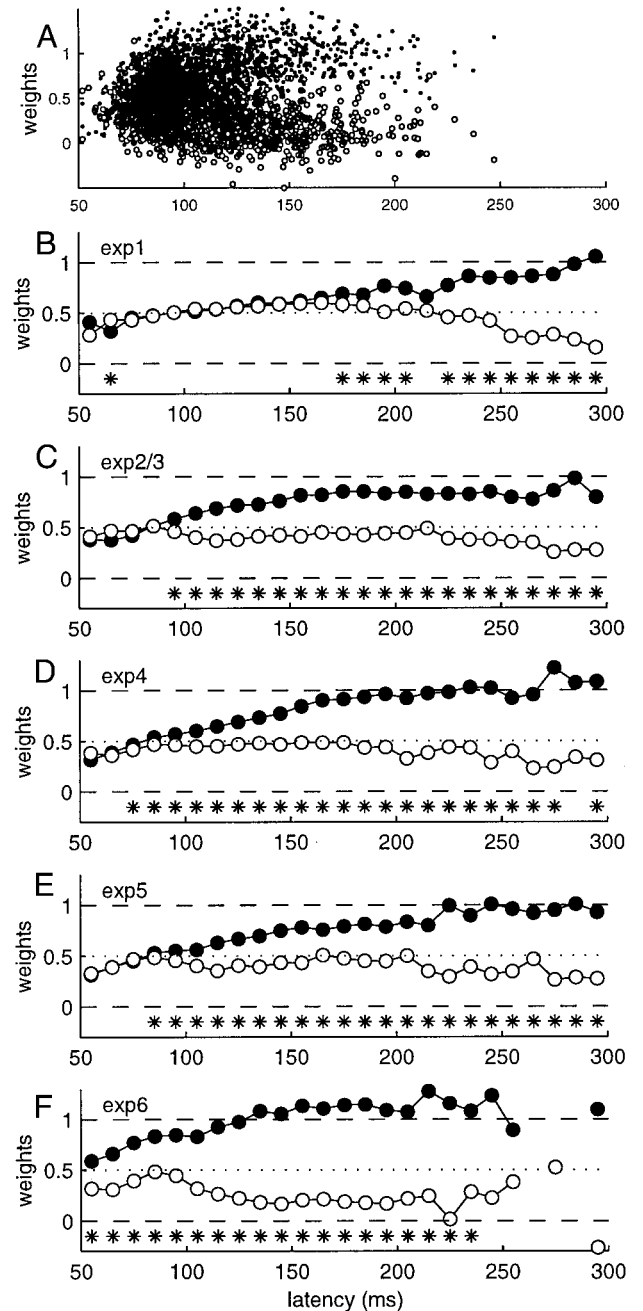 A
weights
1
0.5
0
50 100 150 200 250 300
B
exp1
weights
1
0.5
0
* * * * * * * * * * * * *
50 100 150 200 250 300
C
exp2/3
weights
1
0.5
0
* * * * * * * * * * * * * * * * * * * * *
50 100 150 200 250 300
D
exp4
weights
1
0.5
0
* * * * * * * * * * * * * * * * * * * * * *
50 100 150 200 250 300
E
exp5
weights
1
0.5
0
* * * * * * * * * * * * * * * * * * * * * *
50 100 150 200 250 300
F
exp6
weights
1
0.5
0
* * * * * * * * * * * * * * * * * * *
50 100 150 200 250 300
latency (ms)